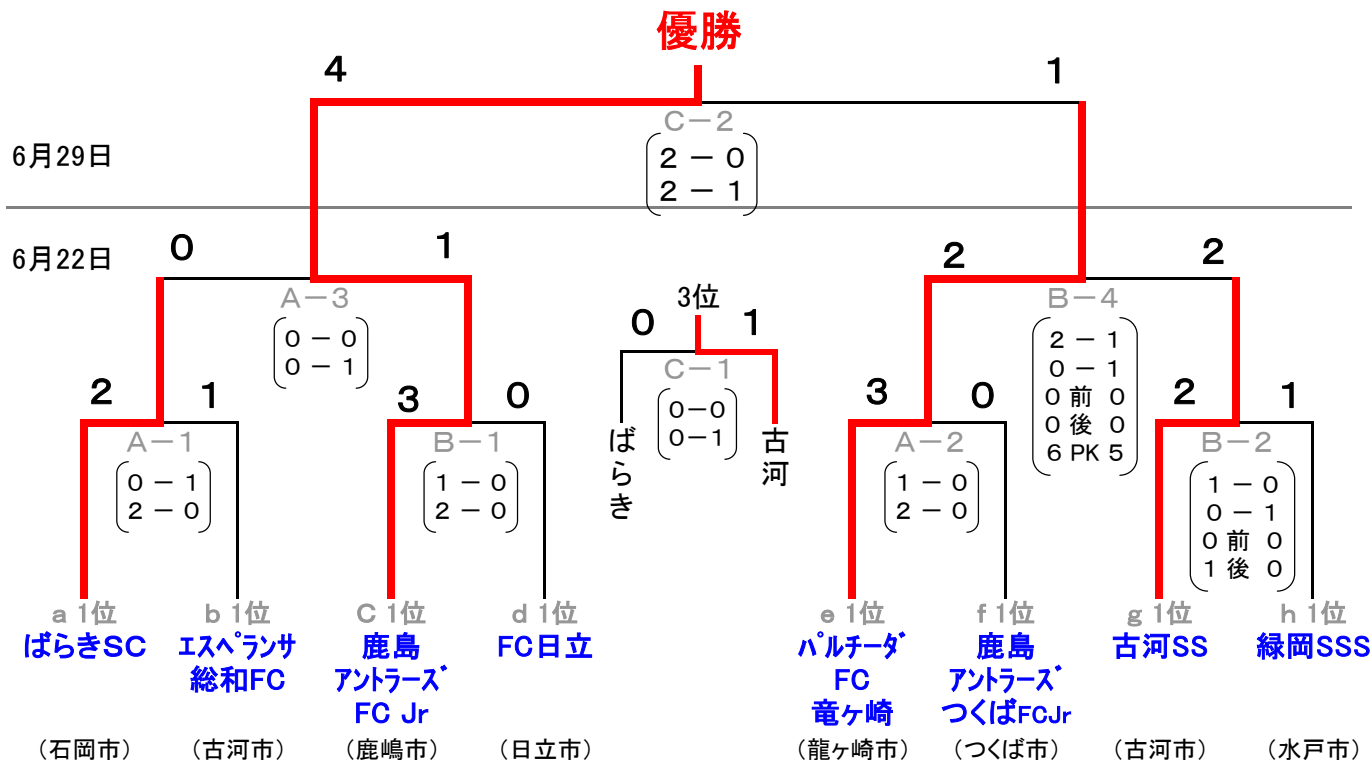 優勝
4 1
C－2
2 － 0
2 － 1
6月29日
6月22日
0 1
A－3
0 － 0
0 － 1
3位
0 1
C－1
0－0
0－1
ばらき
古河
2 2
B－4
2 － 1
0 － 1
0 前 0
0 後 0
6 PK 5
2 1
A－1
0 － 1
2 － 0
3 0
B－1
1 － 0
2 － 0
3 0
A－2
1 － 0
2 － 0
2 1
B－2
1 － 0
0 － 1
0 前 0
1 後 0
a 1位
ばらきSC
（石岡市）
b 1位
エスペランサ
総和FC
（古河市）
C 1位
鹿島
アントラーズ
FC Jr
（鹿嶋市）
d 1位
FC日立
（日立市）
e 1位
パルチーダ
FC
竜ヶ崎
（龍ヶ崎市）
f 1位
鹿島
アントラーズ
つくばFCJr
（つくば市）
g 1位
古河SS
（古河市）
h 1位
緑岡SSS
（水戸市）